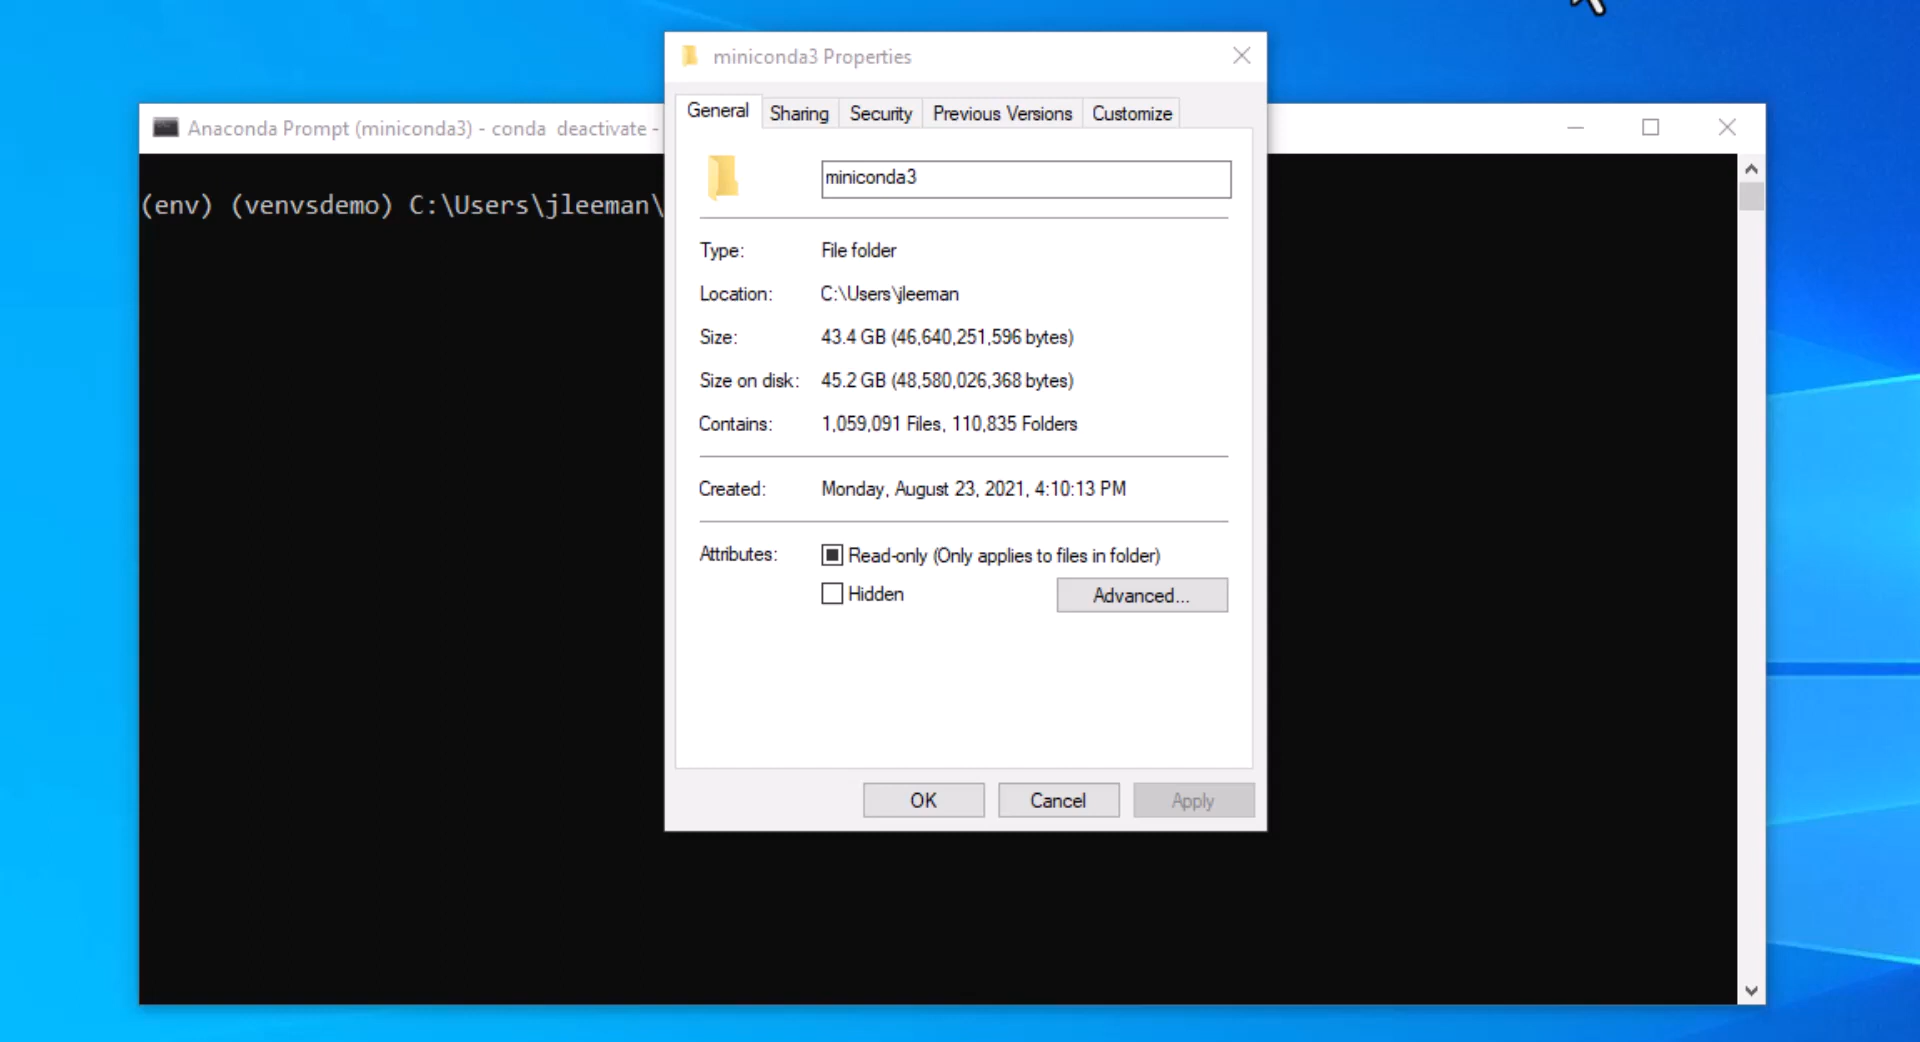 miniconda3 Properties
General Sharing Security Previous Versions Customize
Anaconda Prompt (miniconda3) - conda  deactivate -
miniconda3
(env) (venvsdemo) C:\Users\jleeman\
Type: File folder
Location: C:\Users\jleeman
Size: 43.4 GB (46,640,251,596 bytes)
Size on disk: 45.2 GB (48,580,026,368 bytes)
Contains: 1,059,091 Files, 110,835 Folders
Created: Monday, August 23, 2021, 4:10:13 PM
Attributes: Read-only (Only applies to files in folder)
Hidden Advanced...
OK Cancel Apply